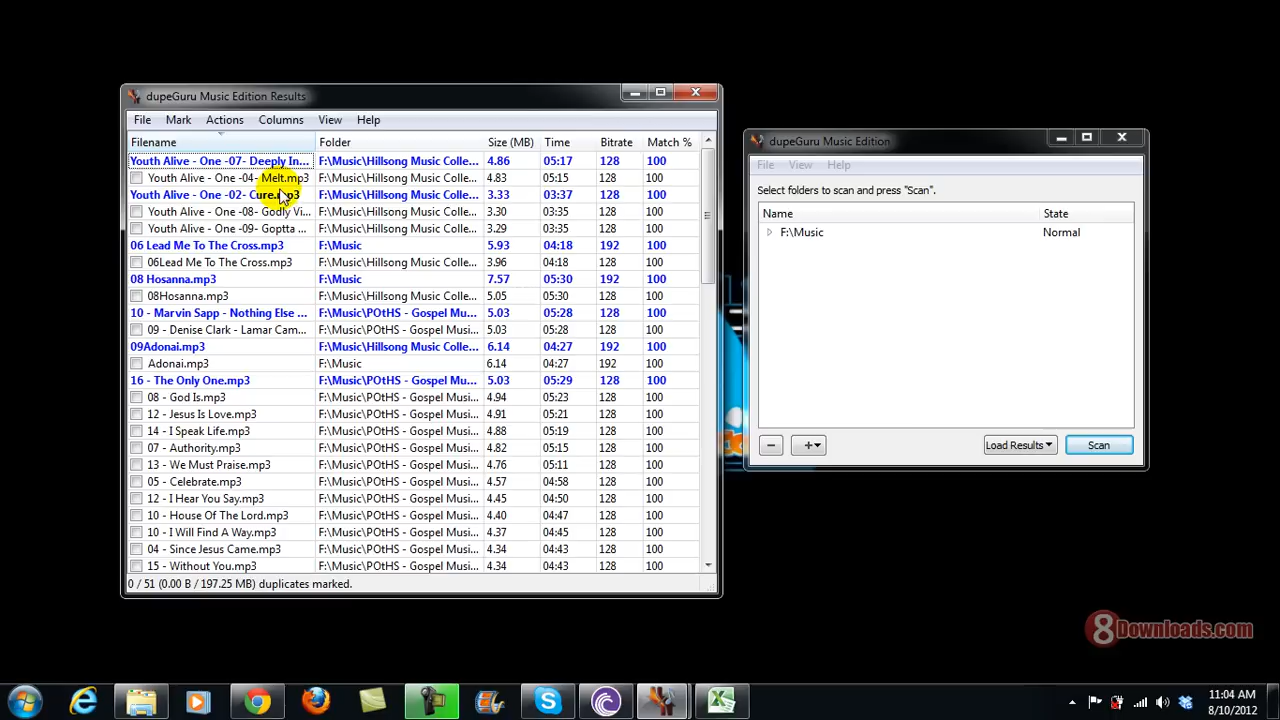 dupeGuru Music Edition Results
File Mark Actions Columns View Help
Filename Folder Size (MB) Time Bitrate Match %
Youth Alive - One -07- Deeply In... F:\Music\Hillsong Music Colle... 4.86 05:17 128 100
Youth Alive - One -04- Melt.mp3 F:\Music\Hillsong Music Colle... 4.83 05:15 128 100
Youth Alive - One -02- Cure.mp3 F:\Music\Hillsong Music Colle... 3.33 03:37 128 100
Youth Alive - One -08- Godly Vi... F:\Music\Hillsong Music Colle... 3.30 03:35 128 100
Youth Alive - One -09- Goptta ... F:\Music\Hillsong Music Colle... 3.29 03:35 128 100
06 Lead Me To The Cross.mp3 F:\Music 5.93 04:18 192 100
06Lead Me To The Cross.mp3 F:\Music\Hillsong Music Colle... 3.96 04:18 128 100
08 Hosanna.mp3 F:\Music 7.57 05:30 192 100
08Hosanna.mp3 F:\Music\Hillsong Music Colle... 5.05 05:30 128 100
10 - Marvin Sapp - Nothing Else ... F:\Music\POtHS - Gospel Mu... 5.03 05:28 128 100
09 - Denise Clark - Lamar Cam... F:\Music\POtHS - Gospel Musi... 5.03 05:28 128 100
09Adonai.mp3 F:\Music\Hillsong Music Colle... 6.14 04:27 192 100
Adonai.mp3 F:\Music 6.14 04:27 192 100
16 - The Only One.mp3 F:\Music\POtHS - Gospel Mu... 5.03 05:29 128 100
08 - God Is.mp3 F:\Music\POtHS - Gospel Musi... 4.94 05:23 128 100
12 - Jesus Is Love.mp3 F:\Music\POtHS - Gospel Musi... 4.91 05:21 128 100
14 - I Speak Life.mp3 F:\Music\POtHS - Gospel Musi... 4.88 05:19 128 100
07 - Authority.mp3 F:\Music\POtHS - Gospel Musi... 4.82 05:15 128 100
13 - We Must Praise.mp3 F:\Music\POtHS - Gospel Musi... 4.76 05:11 128 100
05 - Celebrate.mp3 F:\Music\POtHS - Gospel Musi... 4.57 04:58 128 100
12 - I Hear You Say.mp3 F:\Music\POtHS - Gospel Musi... 4.45 04:50 128 100
10 - House Of The Lord.mp3 F:\Music\POtHS - Gospel Musi... 4.40 04:47 128 100
10 - I Will Find A Way.mp3 F:\Music\POtHS - Gospel Musi... 4.37 04:45 128 100
04 - Since Jesus Came.mp3 F:\Music\POtHS - Gospel Musi... 4.34 04:43 128 100
15 - Without You.mp3 F:\Music\POtHS - Gospel Musi... 4.34 04:43 128 100
0 / 51 (0.00 B / 197.25 MB) duplicates marked.
dupeGuru Music Edition
File View Help
Select folders to scan and press "Scan".
Name State
F:\Music Normal
Load Results Scan
8Downloads.com
11:04 AM
8/10/2012